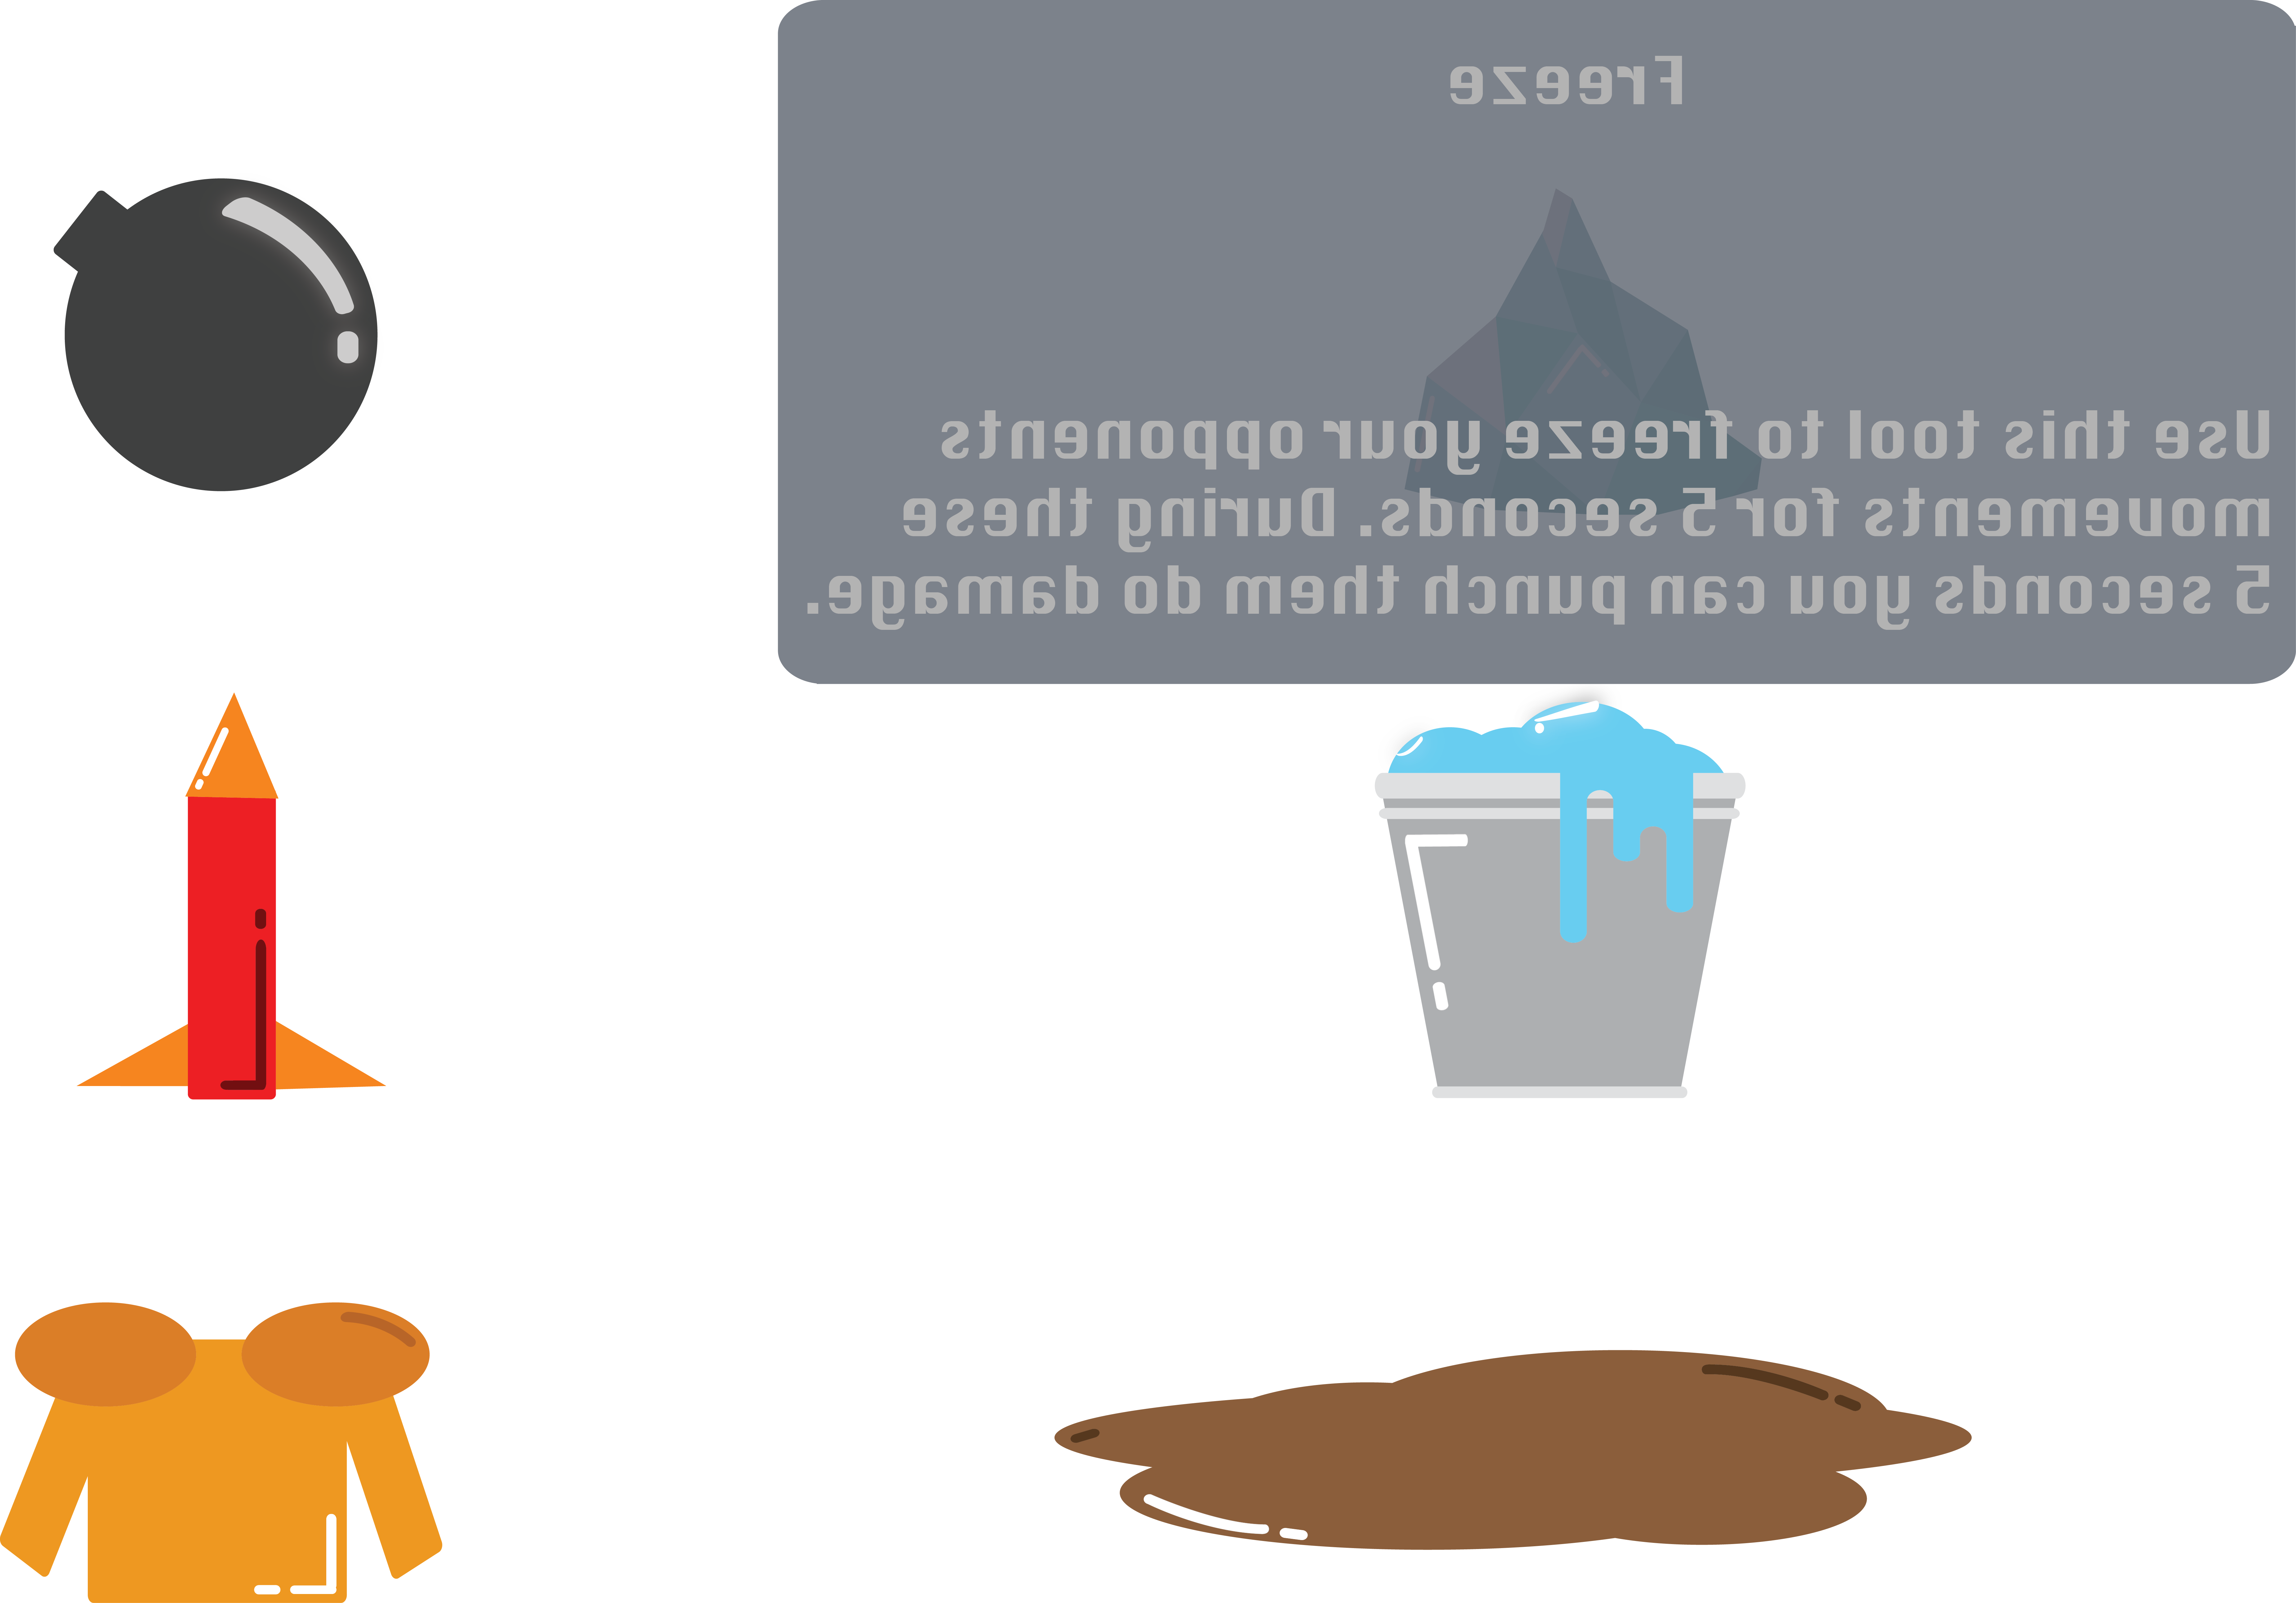 Freeze
Use this tool to freeze your opponents
movements for 5 seconds. During these
5 seconds you can punch them do damage.